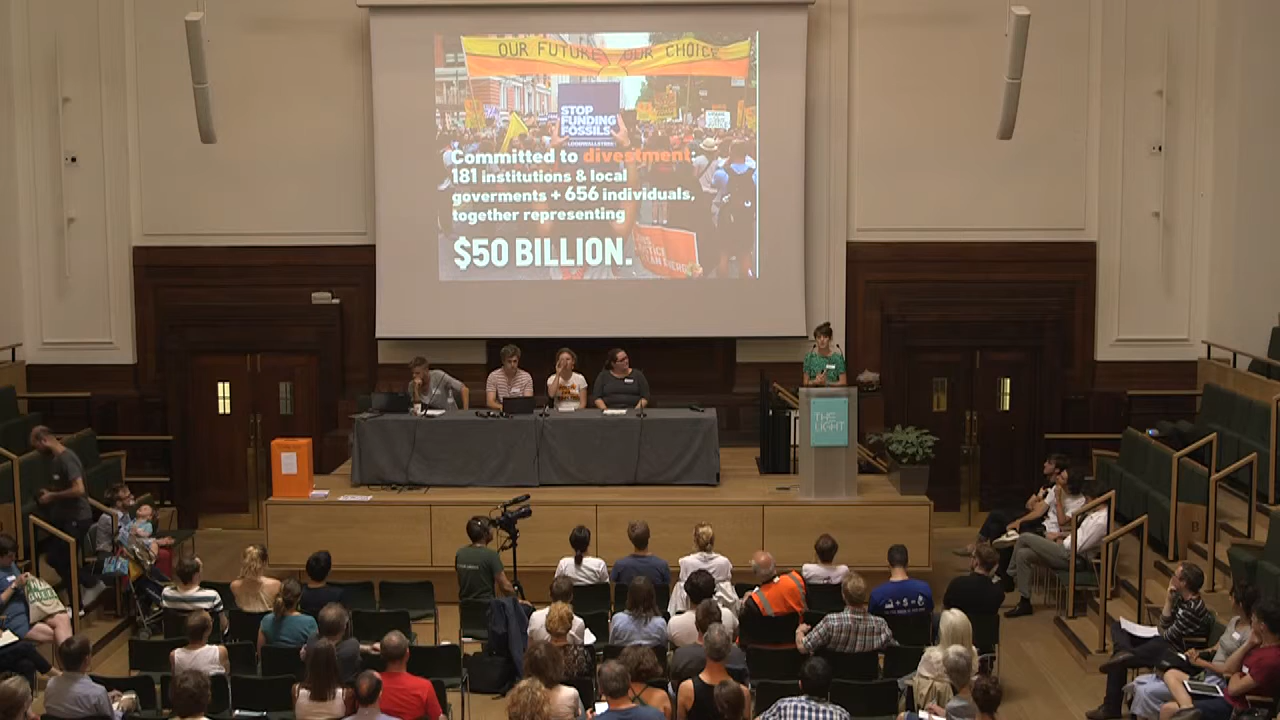 OUR FUTURE OUR CHOICE
STOP
FUNDING
FOSSILS
Committed to divestment:
181 institutions & local
goverments + 656 individuals,
together representing
$50 BILLION.
THE
LIGHT
B
GREEN